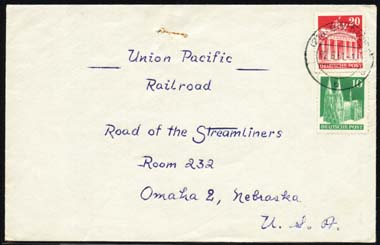 Union Pacific
Railroad
Road of the Streamliners
Room 232
Omaha 2, Nebraska
U. S. A.
20
DEUTSCHE POST
10
DEUTSCHE POST